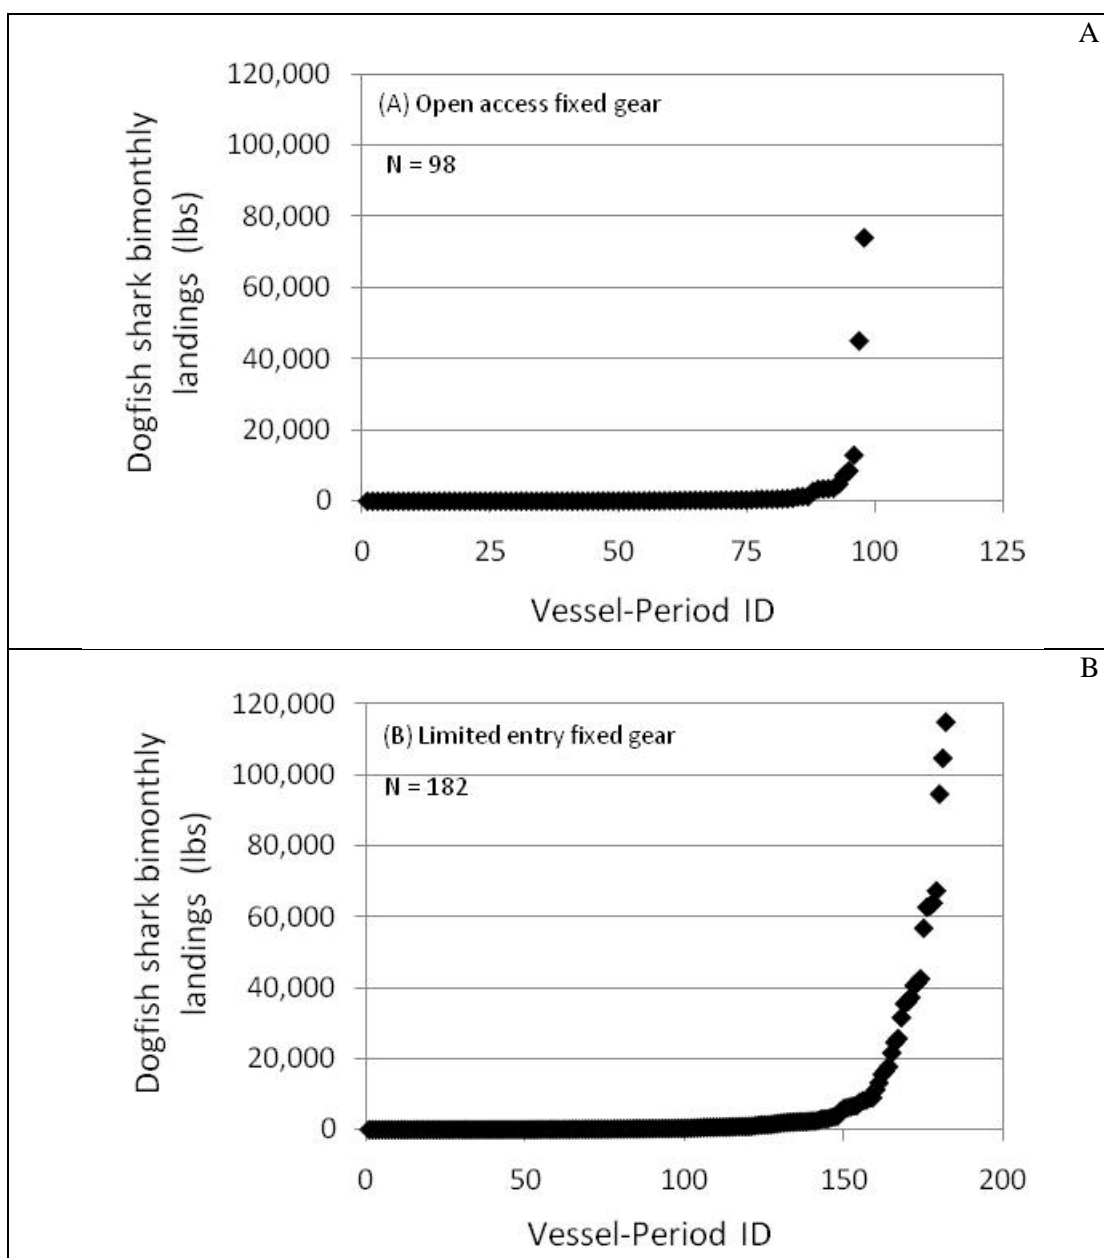 A
120,000
100,000
80,000
60,000
40,000
20,000
0
Dogfish shark bimonthly
landings (lbs)
(A) Open access fixed gear
N = 98
0 25 50 75 100 125
Vessel-Period ID
B
120,000
100,000
80,000
60,000
40,000
20,000
0
Dogfish shark bimonthly
landings (lbs)
(B) Limited entry fixed gear
N = 182
0 50 100 150 200
Vessel-Period ID